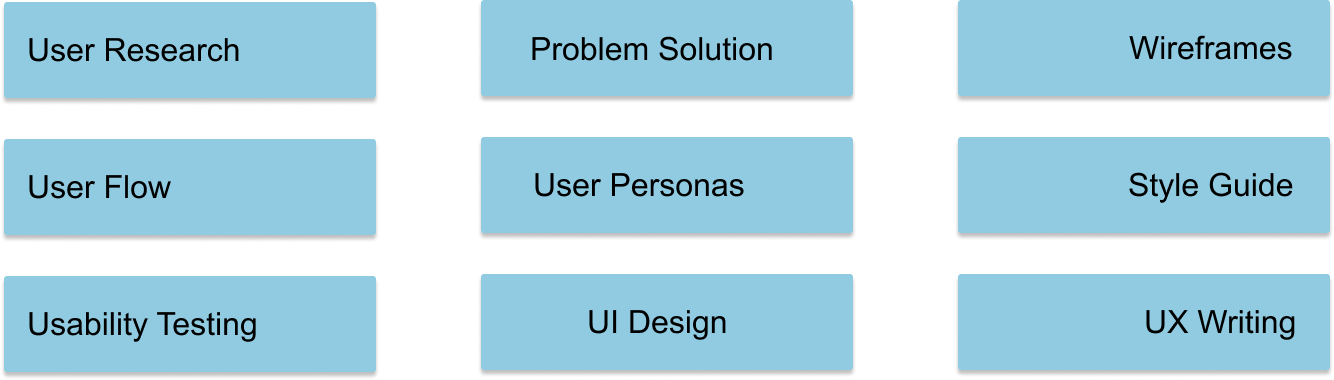 User Research
Problem Solution
Wireframes
User Flow
User Personas
Style Guide
Usability Testing
UI Design
UX Writing